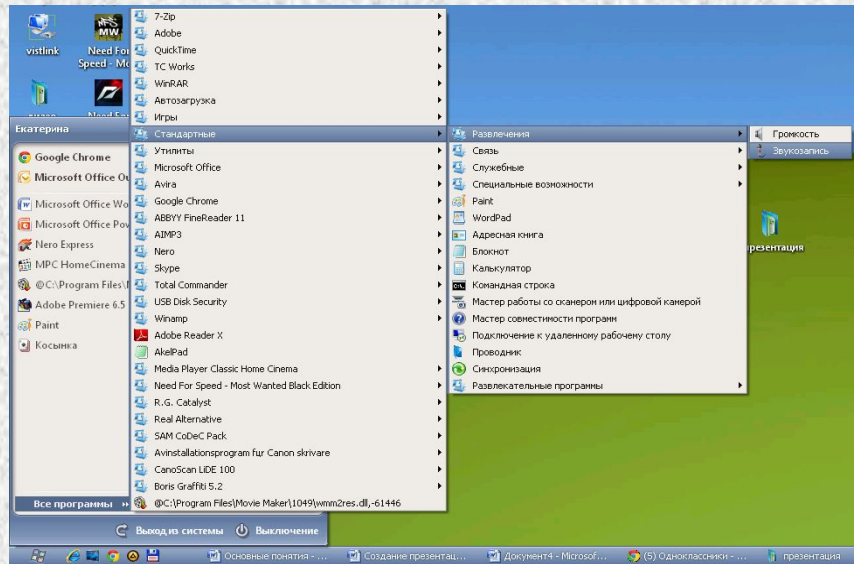 vistlink
Need For
Speed - Mo
Екатерина
Google Chrome
Microsoft Office Ou
Microsoft Office Wo
Microsoft Office Pov
Nero Express
MPC HomeCinema
@C:\Program Files\M
Adobe Premiere 6.5
Paint
Косынка
Все программы
Выход из системы
Выключение
7-Zip
Adobe
QuickTime
TC Works
WinRAR
Автозагрузка
Игры
Стандартные
Утилиты
Microsoft Office
Avira
Google Chrome
ABBYY FineReader 11
AIMP3
Nero
Skype
Total Commander
USB Disk Security
Winamp
Adobe Reader X
AkelPad
Media Player Classic Home Cinema
Need For Speed - Most Wanted Black Edition
R.G. Catalyst
Real Alternative
SAM CoDeC Pack
Avinstallationsprogram fцr Canon skrivare
CanoScan LiDE 100
Boris Graffiti 5.2
@C:\Program Files\Movie Maker\1049\wmm2res.dll,-61446
Развлечения
Связь
Служебные
Специальные возможности
Paint
WordPad
Адресная книга
Блокнот
Калькулятор
Командная строка
Мастер работы со сканером или цифровой камерой
Мастер совместимости программ
Подключение к удаленному рабочему столу
Проводник
Синхронизация
Развлекательные программы
Громкость
Звукозапись
презентация
Основные понятия - ...
Создание презентац...
Документ4 - Microsof...
(5) Одноклассники - ...
презентация